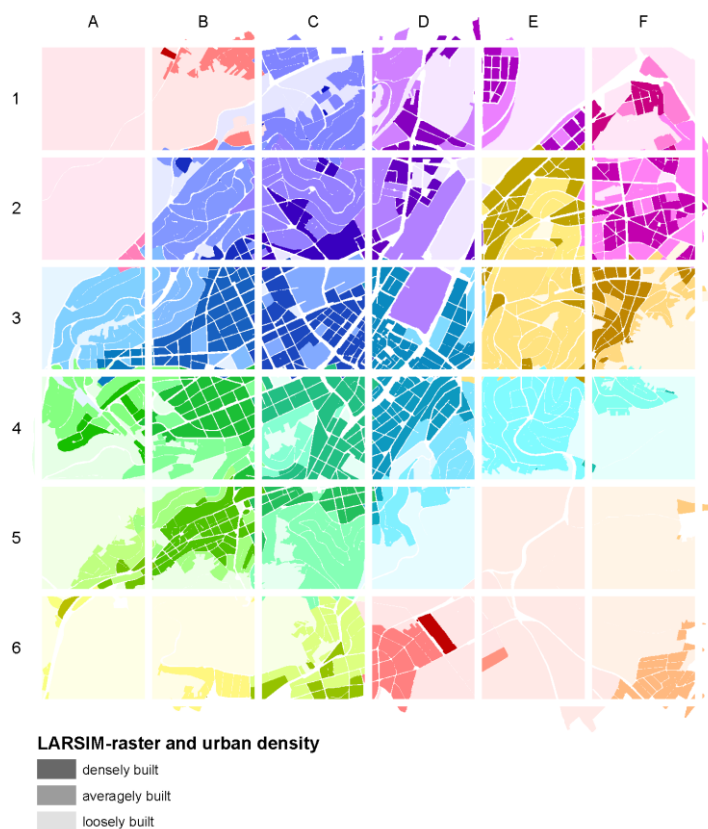 A B C D E F
1
2
3
4
5
6
LARSIM-raster and urban density
densely built
averagely built
loosely built